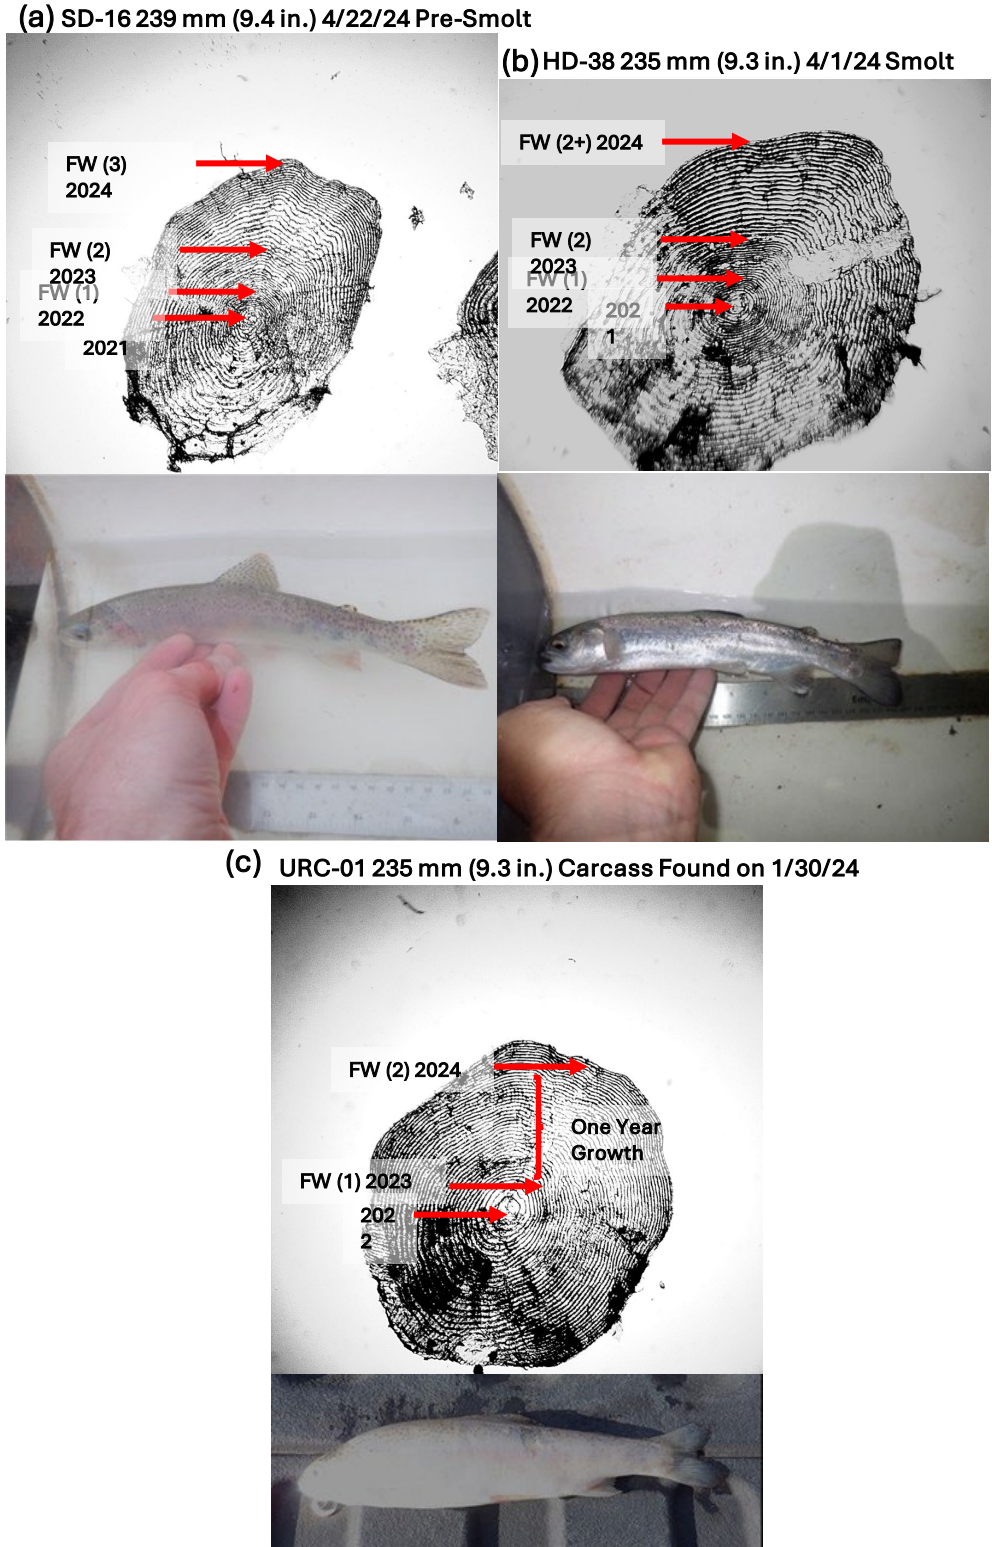 (a) SD-16 239 mm (9.4 in.) 4/22/24 Pre-Smolt
FW (3)
2024
FW (2)
2023
FW (1)
2022
2021
(b) HD-38 235 mm (9.3 in.) 4/1/24 Smolt
FW (2+) 2024
FW (2)
2023
FW (1)
2022
202
1
(c) URC-01 235 mm (9.3 in.) Carcass Found on 1/30/24
FW (2) 2024
One Year
Growth
FW (1) 2023
202
2